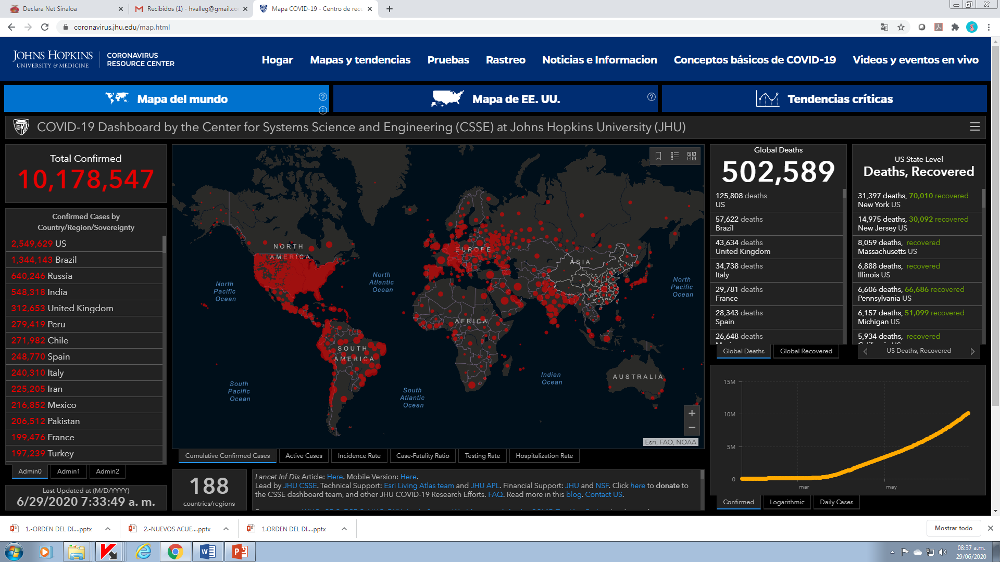 Declara Net Sinaloa
Recibidos (1) - hvalleg@gmail.co
Mapa COVID-19 - Centro de recu
coronavirus.jhu.edu/map.html
JOHNS HOPKINS
UNIVERSITY & MEDICINE
CORONAVIRUS
RESOURCE CENTER
Hogar
Mapas y tendencias
Pruebas
Rastreo
Noticias e Informacion
Conceptos básicos de COVID-19
Videos y eventos en vivo
Mapa del mundo
Mapa de EE. UU.
Tendencias críticas
COVID-19 Dashboard by the Center for Systems Science and Engineering (CSSE) at Johns Hopkins University (JHU)
Total Confirmed
10,178,547
Confirmed Cases by
Country/Region/Sovereignty
2,549,629 US
1,344,143 Brazil
640,246 Russia
548,318 India
312,653 United Kingdom
279,419 Peru
271,982 Chile
248,770 Spain
240,310 Italy
225,205 Iran
216,852 Mexico
206,512 Pakistan
199,476 France
197,239 Turkey
Admin0
Admin1
Admin2
Last Updated at (M/D/YYYY)
6/29/2020 7:33:49 a. m.
NORTH
AMERICA
EUROPE
ASIA
AFRICA
SOUTH
AMERICA
AUSTRALIA
North
Pacific
Ocean
North
Atlantic
Ocean
North
Pacific
Ocean
South
Pacific
Ocean
South
Atlantic
Ocean
Indian
Ocean
Esri, FAO, NOAA
Cumulative Confirmed Cases
Active Cases
Incidence Rate
Case-Fatality Ratio
Testing Rate
Hospitalization Rate
188
countries/regions
Lancet Inf Dis Article: Here. Mobile Version: Here.
Lead by JHU CSSE. Technical Support: Esri Living Atlas team and JHU APL. Financial Support: JHU and NSF. Click here to donate to
the CSSE dashboard team, and other JHU COVID-19 Research Efforts. FAQ. Read more in this blog. Contact US.
Global Deaths
502,589
125,808 deaths
US
57,622 deaths
Brazil
43,634 deaths
United Kingdom
34,738 deaths
Italy
29,781 deaths
France
28,343 deaths
Spain
26,648 deaths
Global Deaths
Global Recovered
US State Level
Deaths, Recovered
31,397 deaths, 70,010 recovered
New York US
14,975 deaths, 30,092 recovered
New Jersey US
8,059 deaths, recovered
Massachusetts US
6,888 deaths, recovered
Illinois US
6,606 deaths, 66,686 recovered
Pennsylvania US
6,157 deaths, 51,099 recovered
Michigan US
5,934 deaths, recovered
US Deaths, Recovered
15M
10M
5M
0
mar
may
Confirmed
Logarithmic
Daily Cases
1.-ORDEN DEL DI....pptx
2.-NUEVOS ACUE....pptx
1.ORDEN DEL DI....pptx
Mostrar todo
08:37 a.m.
29/06/2020